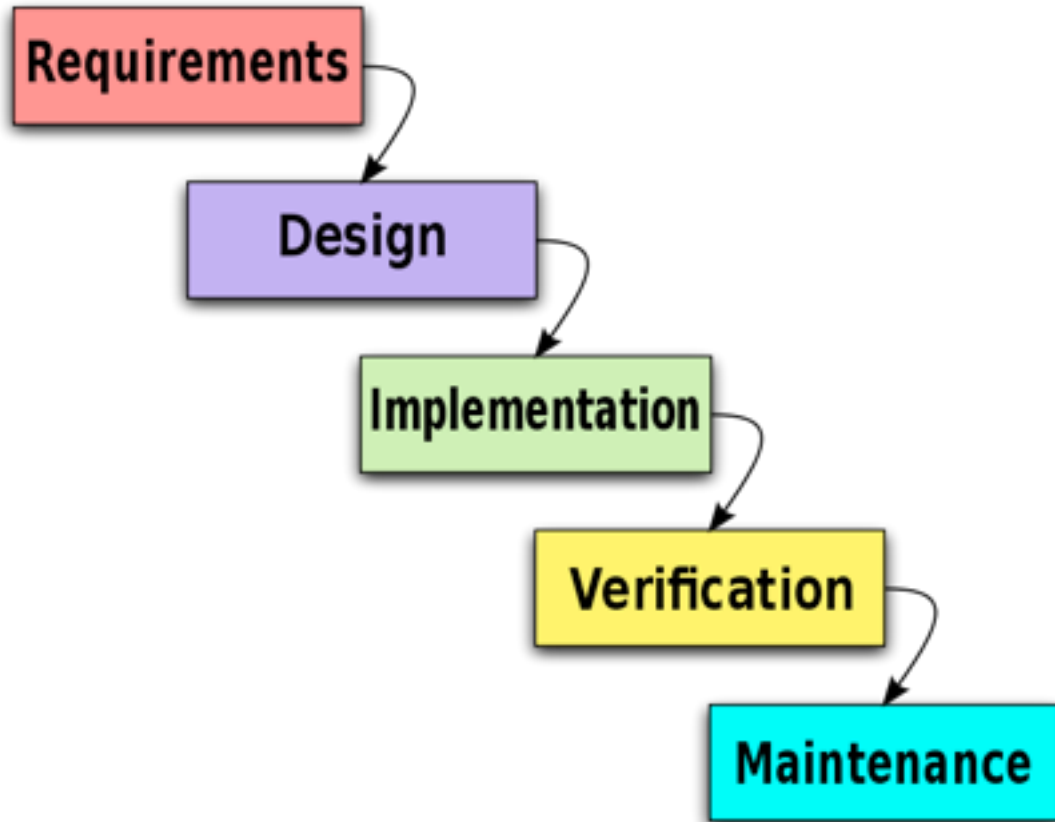 Requirements
Design
Implementation
Verification
Maintenance